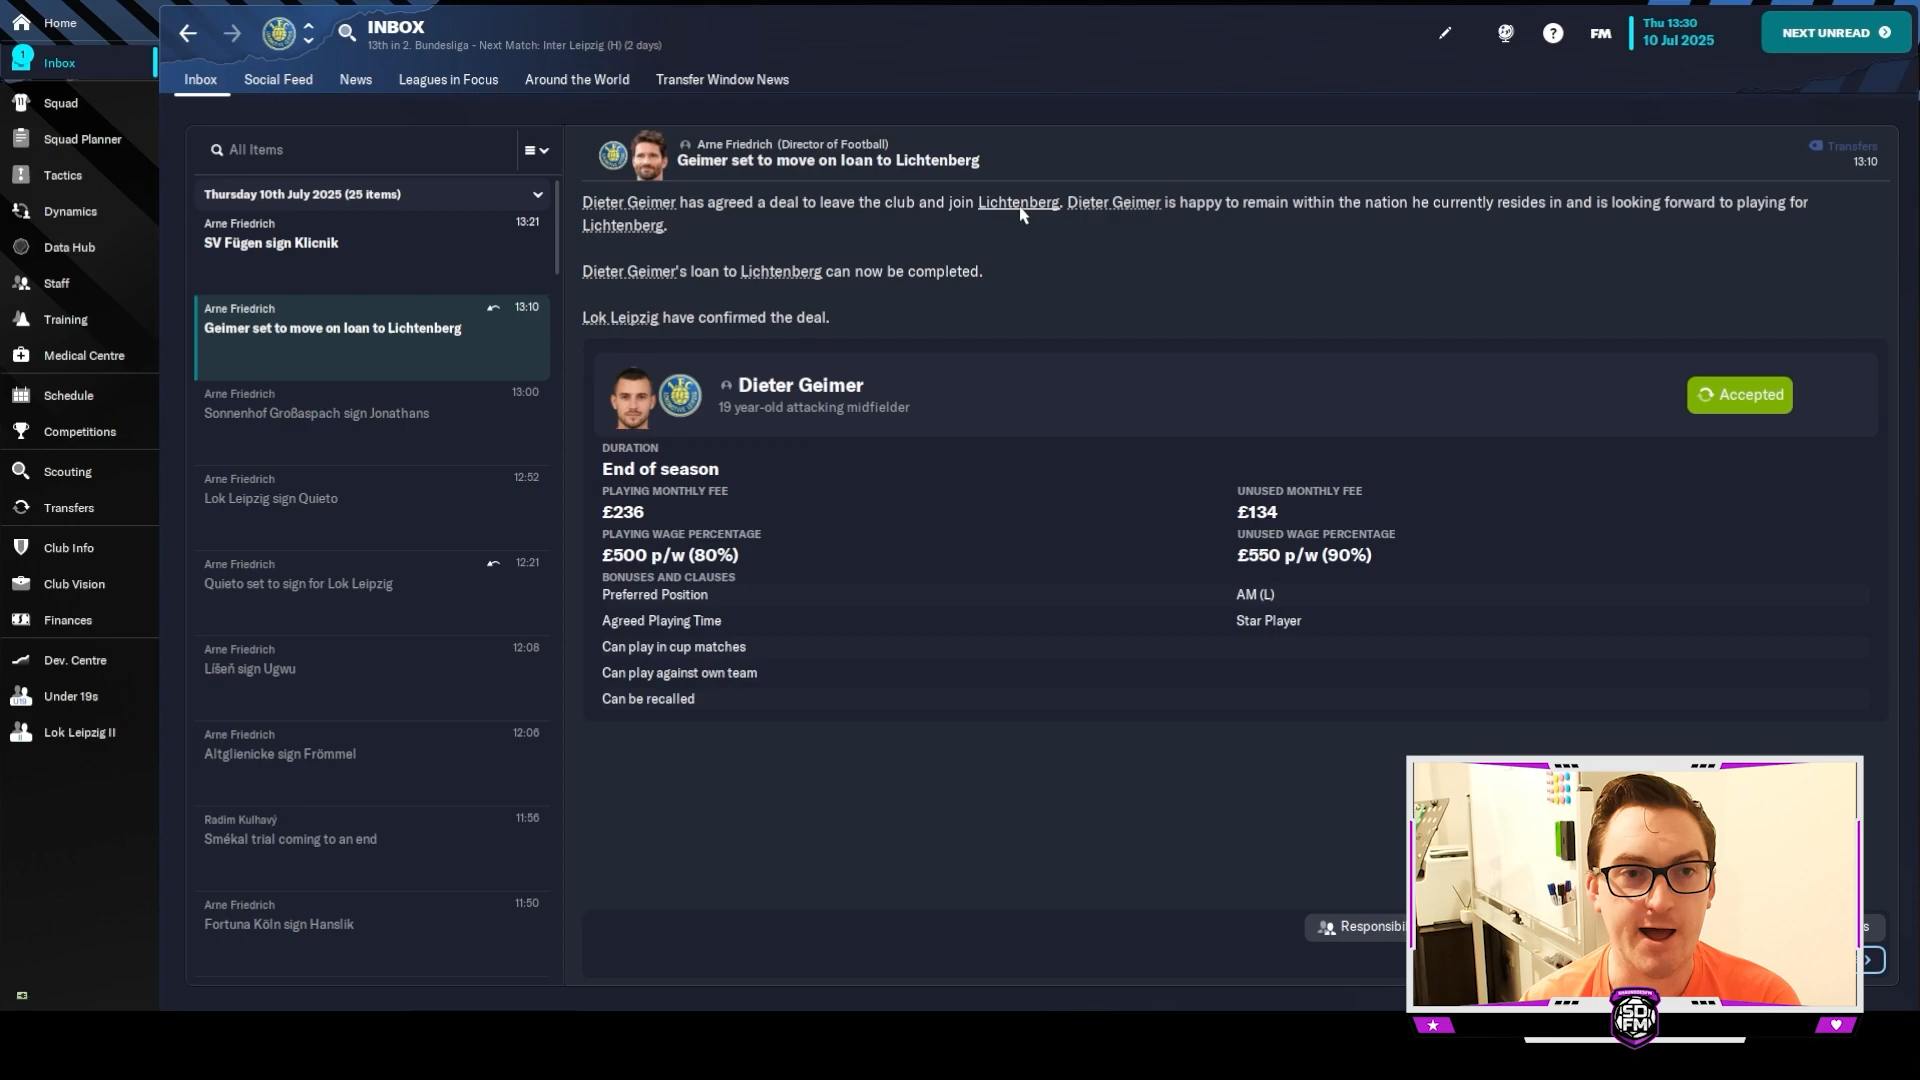 Home
1
Inbox
Squad
Squad Planner
Tactics
Dynamics
Data Hub
Staff
Training
Medical Centre
Schedule
Competitions
Scouting
Transfers
Club Info
Club Vision
Finances
Dev. Centre
U19
Under 19s
II
Lok Leipzig II
INBOX
13th in 2. Bundesliga - Next Match: Inter Leipzig (H) (2 days)
?
FM
Thu 13:30
10 Jul 2025
NEXT UNREAD
Inbox
Social Feed
News
Leagues in Focus
Around the World
Transfer Window News
All Items
Thursday 10th July 2025 (25 items)
Arne Friedrich 13:21
SV Fügen sign Klicnik
Arne Friedrich 13:10
Geimer set to move on loan to Lichtenberg
Arne Friedrich 13:00
Sonnenhof Großaspach sign Jonathans
Arne Friedrich 12:52
Lok Leipzig sign Quieto
Arne Friedrich 12:21
Quieto set to sign for Lok Leipzig
Arne Friedrich 12:08
Líšeň sign Ugwu
Arne Friedrich 12:06
Altglienicke sign Frömmel
Radim Kulhavý 11:56
Smékal trial coming to an end
Arne Friedrich 11:50
Fortuna Köln sign Hanslik
Arne Friedrich (Director of Football)
Geimer set to move on loan to Lichtenberg
Transfers
13:10
Dieter Geimer has agreed a deal to leave the club and join Lichtenberg. Dieter Geimer is happy to remain within the nation he currently resides in and is looking forward to playing for
Lichtenberg.
Dieter Geimer's loan to Lichtenberg can now be completed.
Lok Leipzig have confirmed the deal.
Dieter Geimer
19 year-old attacking midfielder
Accepted
DURATION
End of season
PLAYING MONTHLY FEE UNUSED MONTHLY FEE
£236 £134
PLAYING WAGE PERCENTAGE UNUSED WAGE PERCENTAGE
£500 p/w (80%) £550 p/w (90%)
BONUSES AND CLAUSES
Preferred Position AM (L)
Agreed Playing Time Star Player
Can play in cup matches
Can play against own team
Can be recalled
Responsibi
s
SD
FM